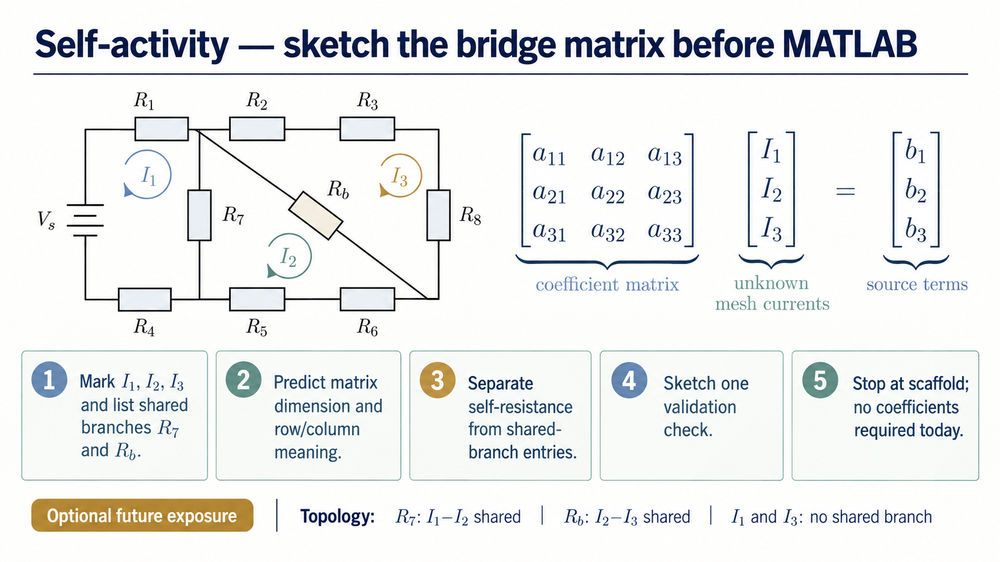 Self-activity — sketch the bridge matrix before MATLAB
R1
R2
R3
I1
I3
Vs
R7
Rb
R8
I2
R4
R5
R6
a11 a12 a13
a21 a22 a23
a31 a32 a33
coefficient matrix
I1
I2
I3
unknown
mesh currents
=
b1
b2
b3
source terms
1
Mark I1, I2, I3
and list shared
branches R7
and Rb.
2
Predict matrix
dimension and
row/column
meaning.
3
Separate
self-resistance
from shared-
branch entries.
4
Sketch one
validation
check.
5
Stop at scaffold;
no coefficients
required today.
Optional future exposure
Topology: R7: I1–I2 shared | Rb: I2–I3 shared | I1 and I3: no shared branch